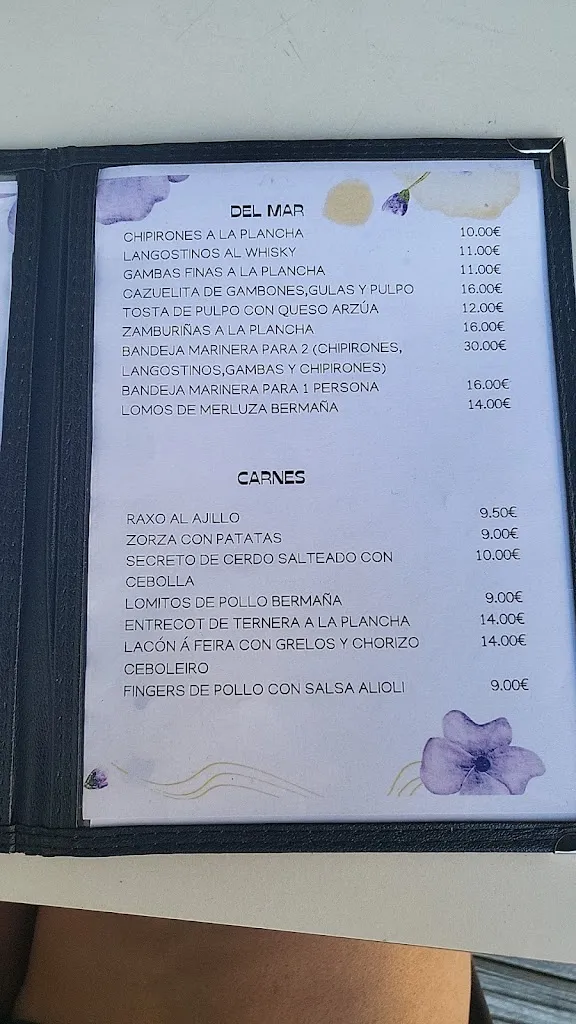 DEL MAR
CHIPIRONES A LA PLANCHA 10.00€
LANGOSTINOS AL WHISKY 11.00€
GAMBAS FINAS A LA PLANCHA 11.00€
CAZUELITA DE GAMBONES,GULAS Y PULPO 16.00€
TOSTA DE PULPO CON QUESO ARZÚA 12.00€
ZAMBURIÑAS A LA PLANCHA 16.00€
BANDEJA MARINERA PARA 2 (CHIPIRONES, 30.00€
LANGOSTINOS,GAMBAS Y CHIPIRONES)
BANDEJA MARINERA PARA 1 PERSONA 16.00€
LOMOS DE MERLUZA BERMAÑA 14.00€
CARNES
RAXO AL AJILLO 9.50€
ZORZA CON PATATAS 9.00€
SECRETO DE CERDO SALTEADO CON 10.00€
CEBOLLA
LOMITOS DE POLLO BERMAÑA 9.00€
ENTRECOT DE TERNERA A LA PLANCHA 14.00€
LACÓN Á FEIRA CON GRELOS Y CHORIZO 14.00€
CEBOLEIRO
FINGERS DE POLLO CON SALSA ALIOLI 9.00€